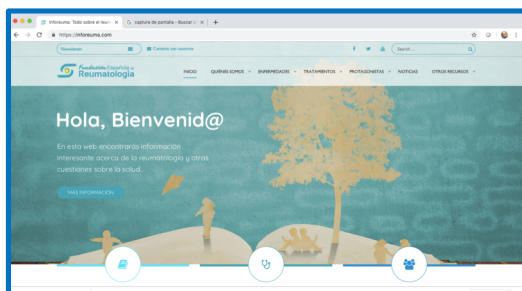 Inforeuma: Todo sobre el reum
captura de pantalla - Buscar c
https://inforeuma.com
Newsletter
Contacte con nosotros
Search ...
Fundación Española de
Reumatología
INICIO
QUIÉNES SOMOS
ENFERMEDADES
TRATAMIENTOS
PROTAGONISTAS
NOTICIAS
OTROS RECURSOS
Hola, Bienvenid@
En esta web encontrarás información
interesante acerca de la reumatología y otras
cuestiones sobre la salud.
MÁS INFORMACIÓN